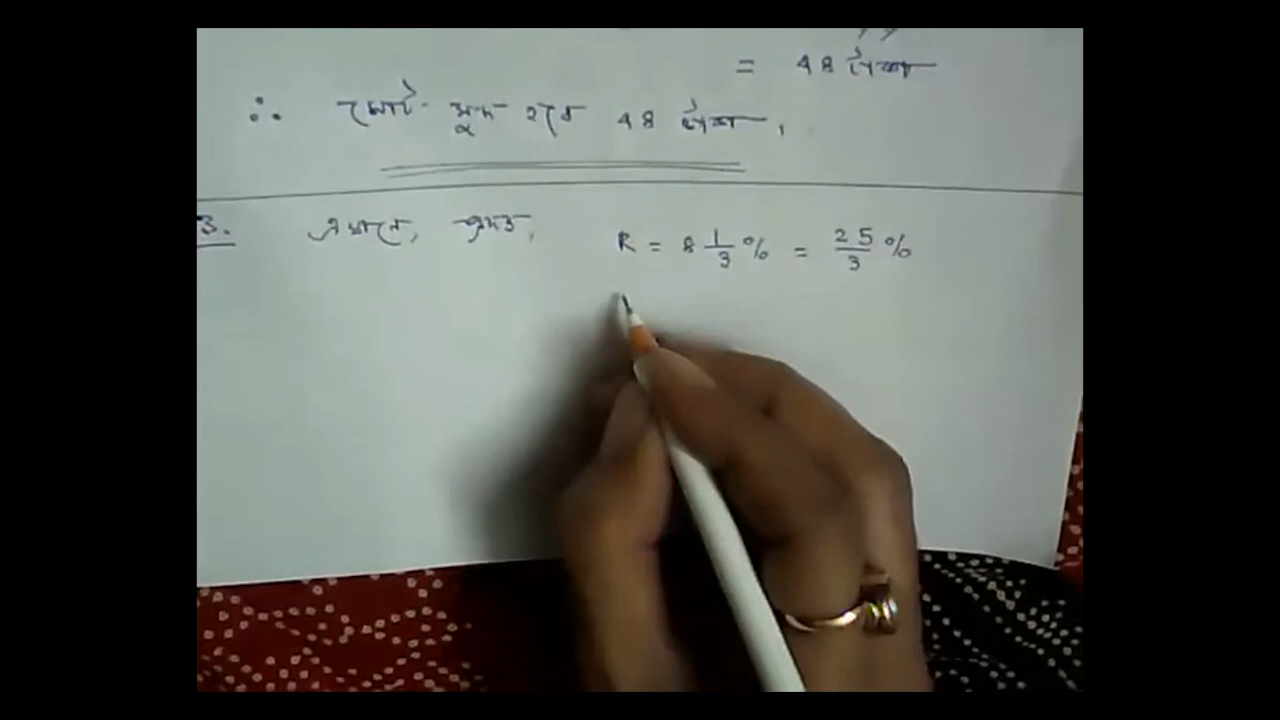 = 48 টাকা
∴ মোট সুদ হবে 48 টাকা,
3. এখানে, প্রদত্ত, R = 8 1/3 % = 25/3 %